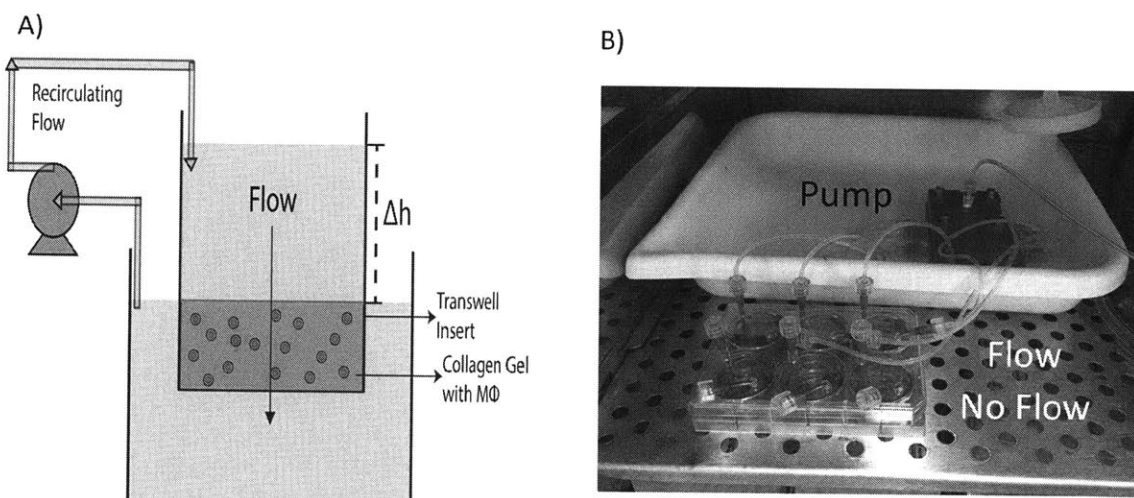 A)
Recirculating
Flow
Flow
Δh
Transwell
Insert
Collagen Gel
with MΦ
B)
Pump
Flow
No Flow